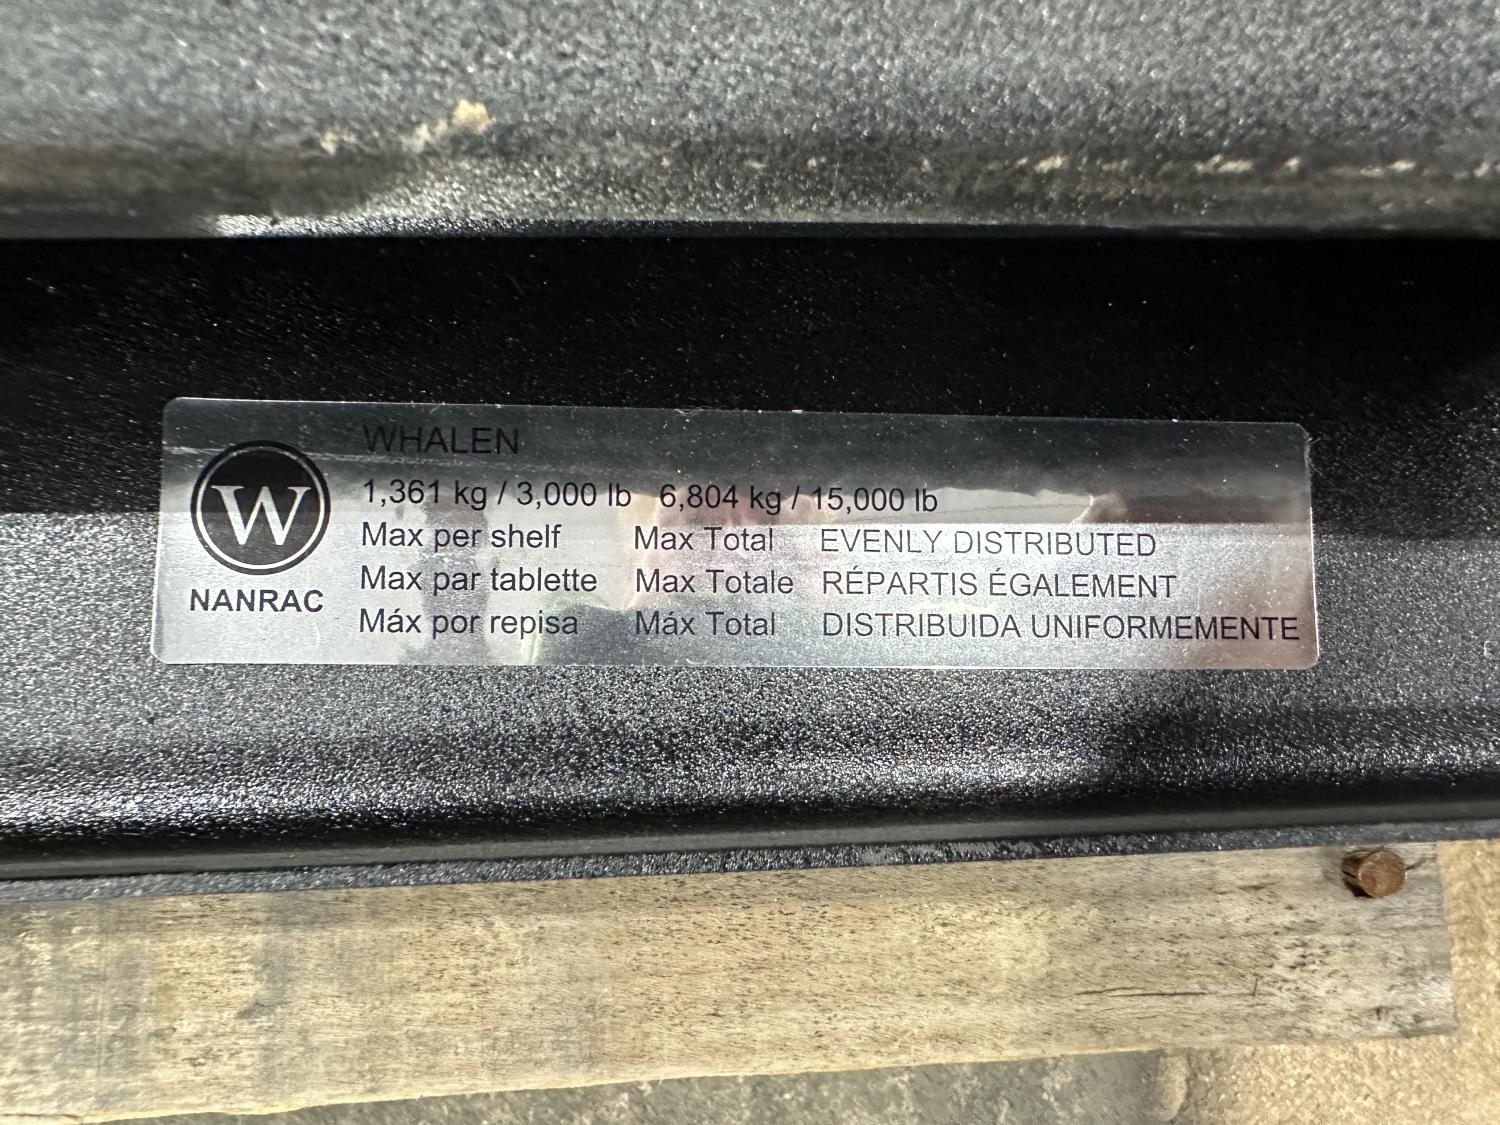 WHALEN
W
NANRAC
1,361 kg / 3,000 lb 6,804 kg / 15,000 lb
Max per shelf Max Total EVENLY DISTRIBUTED
Max par tablette Max Totale RÉPARTIS ÉGALEMENT
Máx por repisa Máx Total DISTRIBUIDA UNIFORMEMENTE